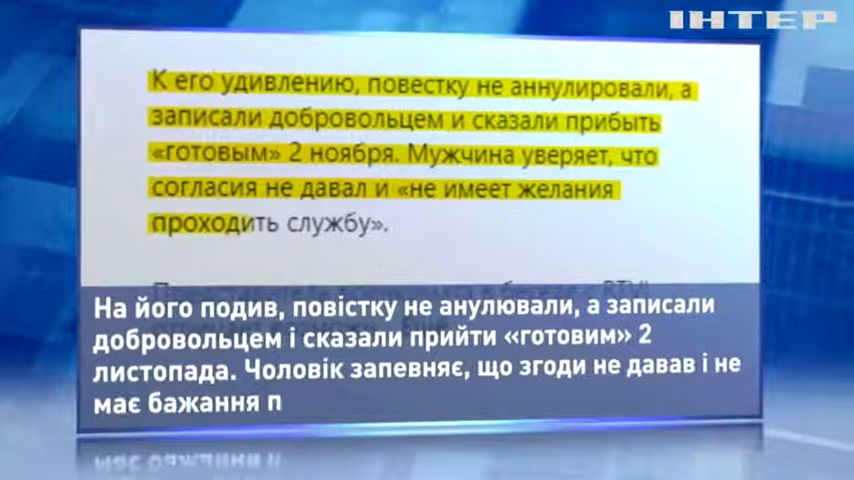 ІНТЕР
К его удивлению, повестку не аннулировали, а
записали добровольцем и сказали прибыть
«готовым» 2 ноября. Мужчина уверяет, что
согласия не давал и «не имеет желания
проходить службу».
На його подив, повістку не анулювали, а записали
добровольцем і сказали прийти «готовим» 2
листопада. Чоловік запевняє, що згоди не давав і не
має бажання п